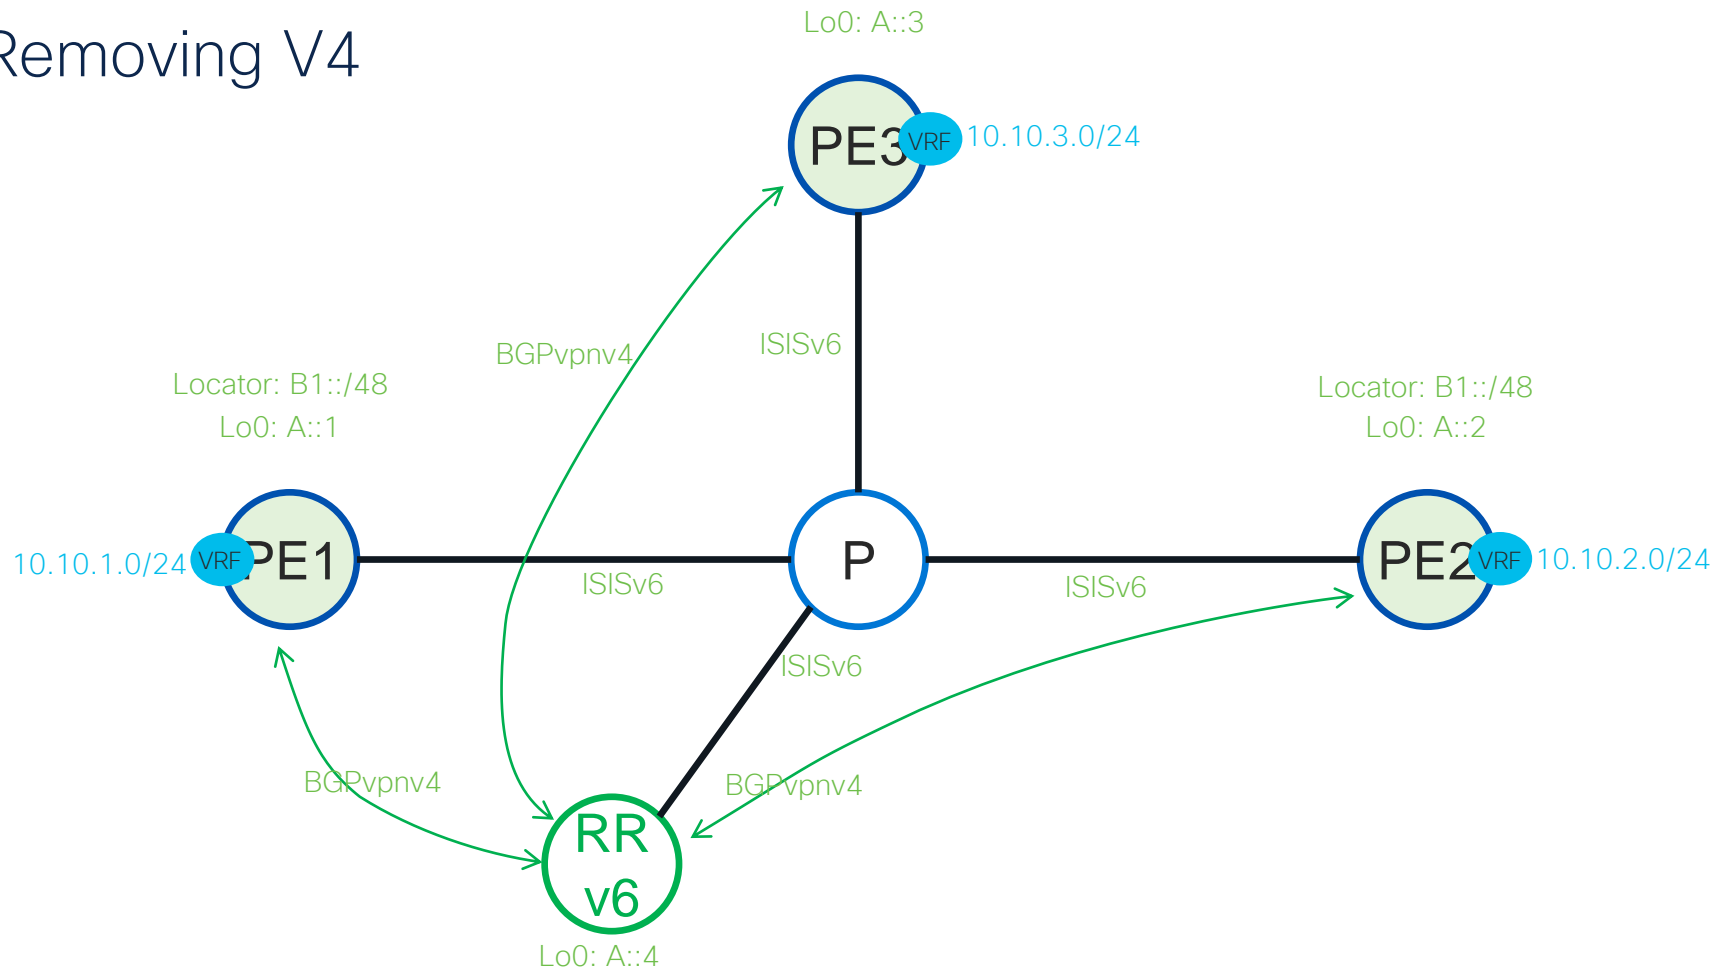 Removing V4
Lo0: A::3
PE3
VRF
10.10.3.0/24
BGPvpnv4
ISISv6
Locator: B1::/48
Lo0: A::1
Locator: B1::/48
Lo0: A::2
10.10.1.0/24
VRF
PE1
ISISv6
P
ISISv6
PE2
VRF
10.10.2.0/24
ISISv6
BGPvpnv4
BGPvpnv4
RR
v6
Lo0: A::4